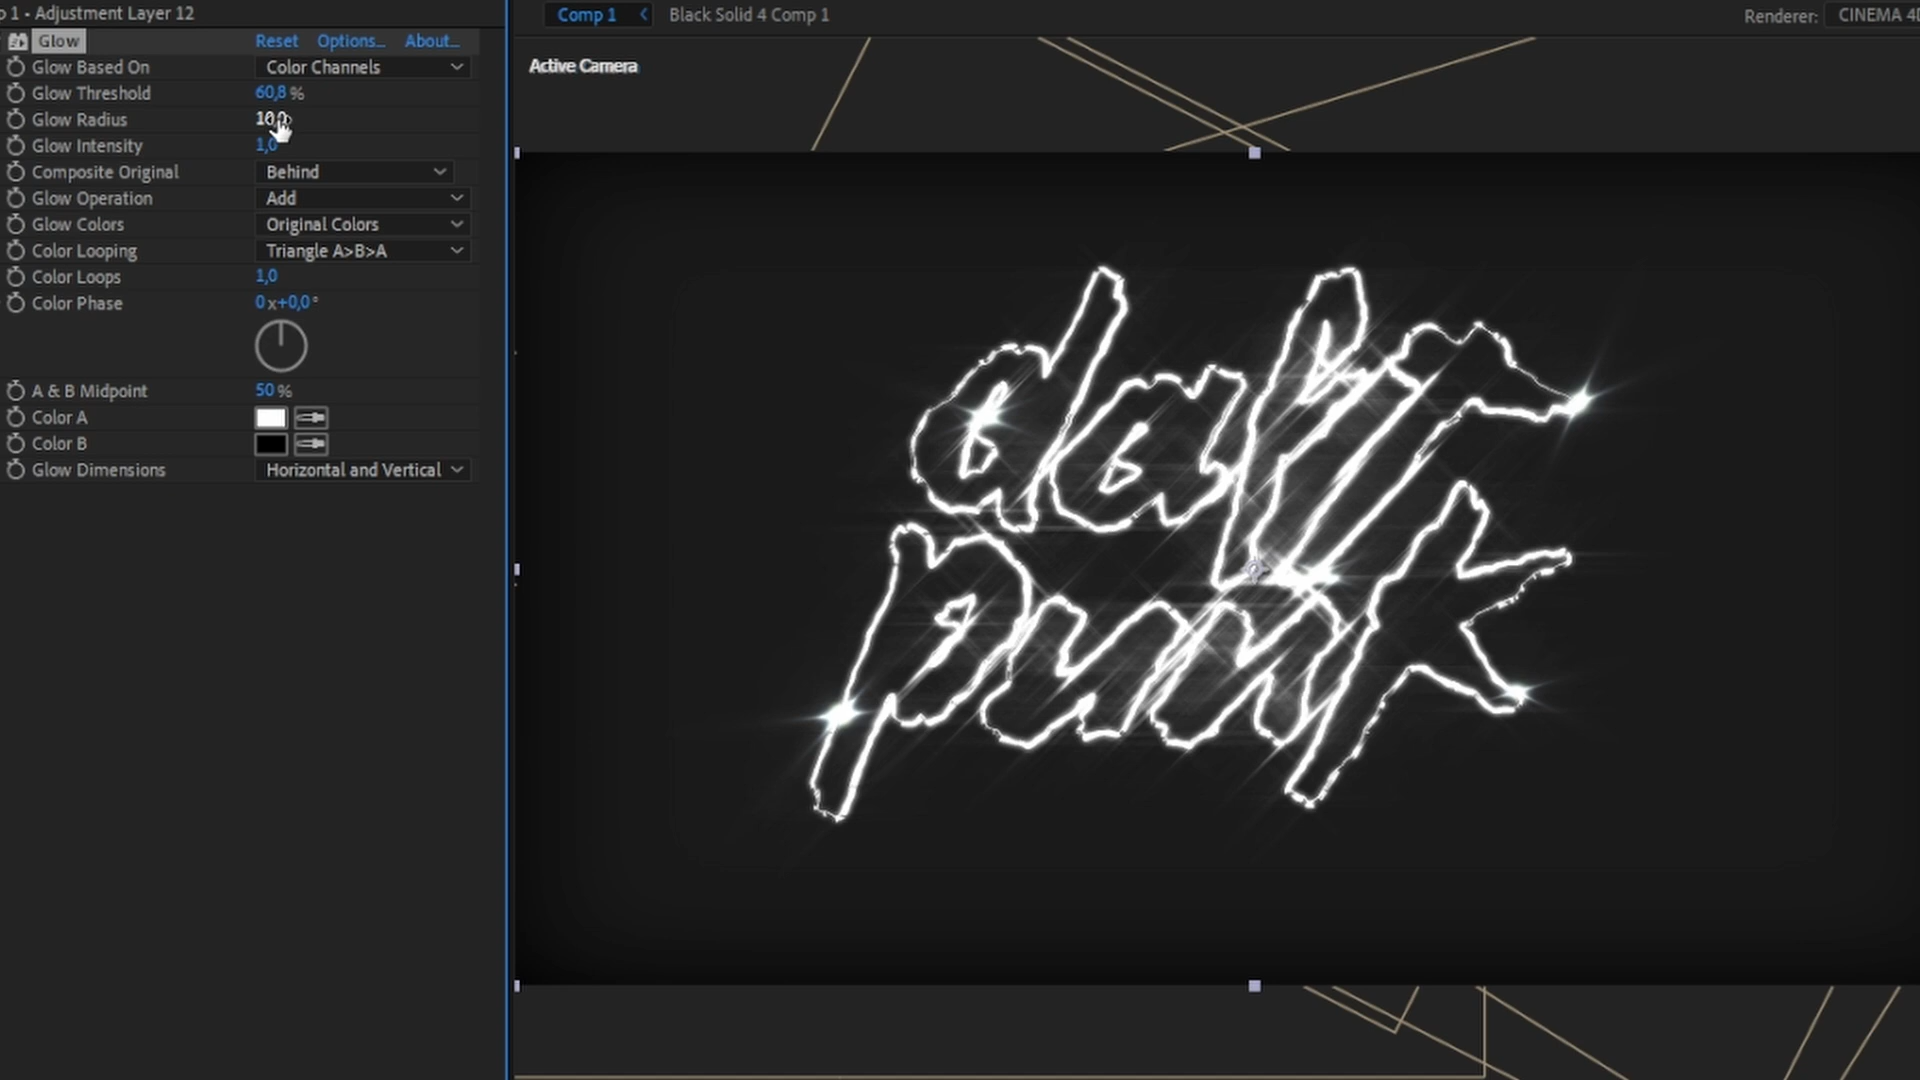 1 - Adjustment Layer 12
Glow Reset Options... About...
Glow Based On Color Channels
Glow Threshold 60,8 %
Glow Radius
Glow Intensity 1,0
Composite Original Behind
Glow Operation Add
Glow Colors Original Colors
Color Looping Triangle A>B>A
Color Loops 1,0
Color Phase 0 x+0,0 °
A & B Midpoint 50 %
Color A
Color B
Glow Dimensions Horizontal and Vertical
Comp 1 < Black Solid 4 Comp 1
Renderer: CINEMA 4D
Active Camera
daft
punk